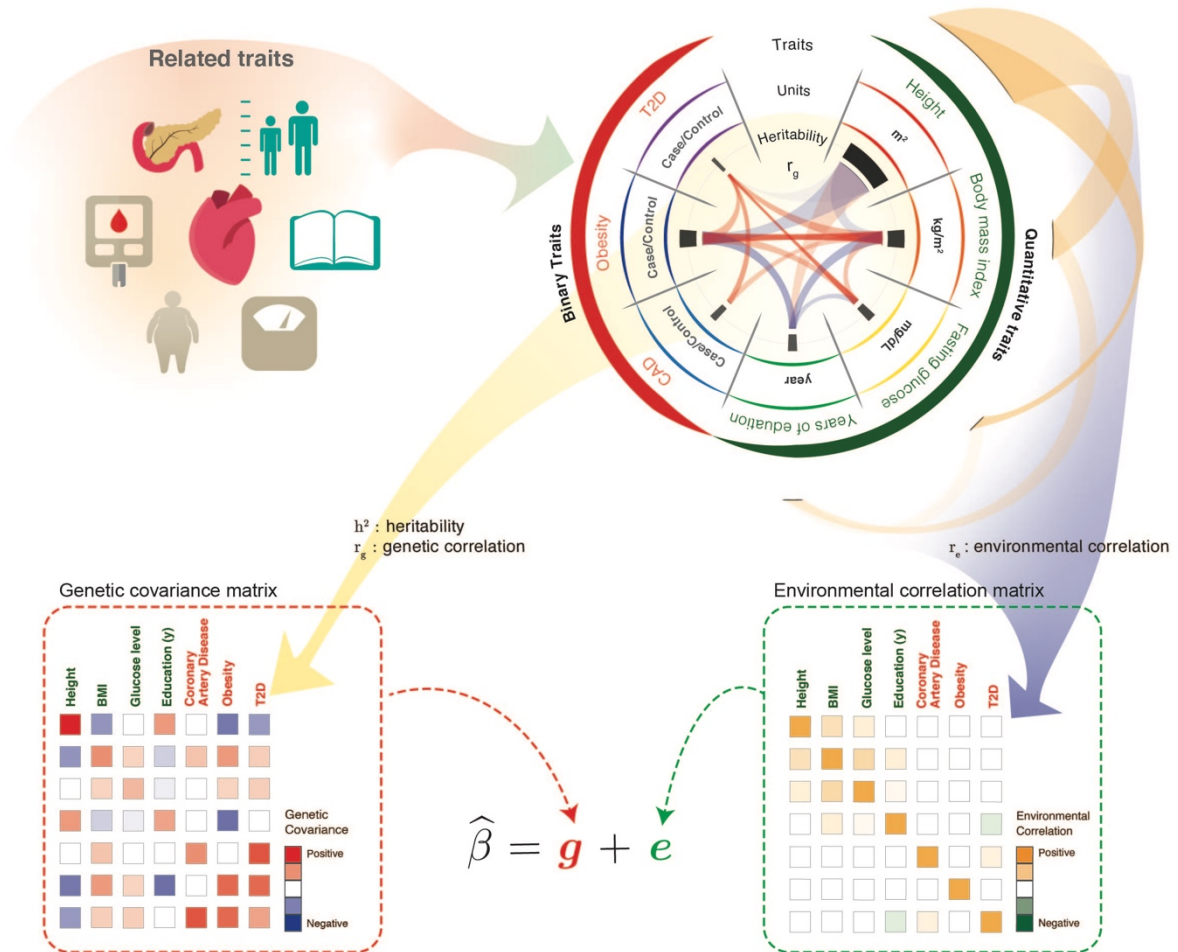 Related traits
Traits
Units
Heritability
r_g
T2D
Case/Control
Obesity
Case/Control
CAD
Case/Control
Binary Traits
Height
m²
Body mass index
kg/m²
Fasting glucose
mg/dL
Years of eduation
year
Quantitative traits
h² : heritability
r_g : genetic correlation
r_e : environmental correlation
Genetic covariance matrix
Height
BMI
Glucose level
Education (y)
Coronary
Artery Disease
Obesity
T2D
Genetic
Covariance
Positive
Negative
β̂ = g + e
Environmental correlation matrix
Height
BMI
Glucose level
Education (y)
Coronary
Artery Disease
Obesity
T2D
Environmental
Correlation
Positive
Negative